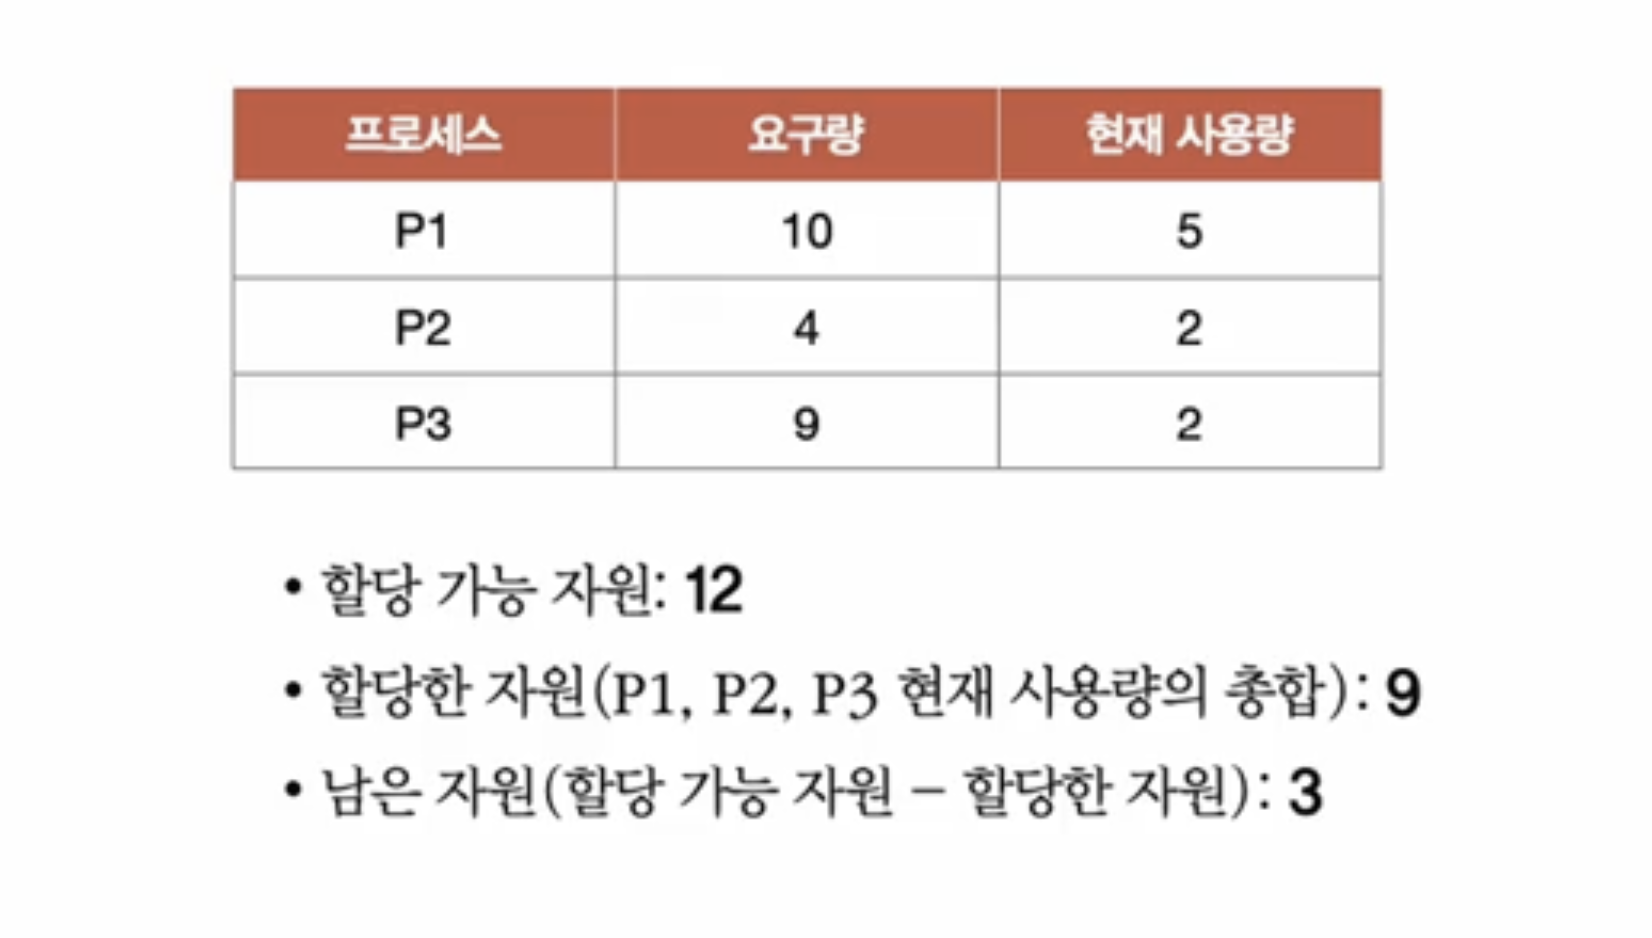 프로세스 요구량 현재 사용량
P1 10 5
P2 4 2
P3 9 2
• 할당 가능 자원: 12
• 할당한 자원(P1, P2, P3 현재 사용량의 총합): 9
• 남은 자원(할당 가능 자원 – 할당한 자원): 3